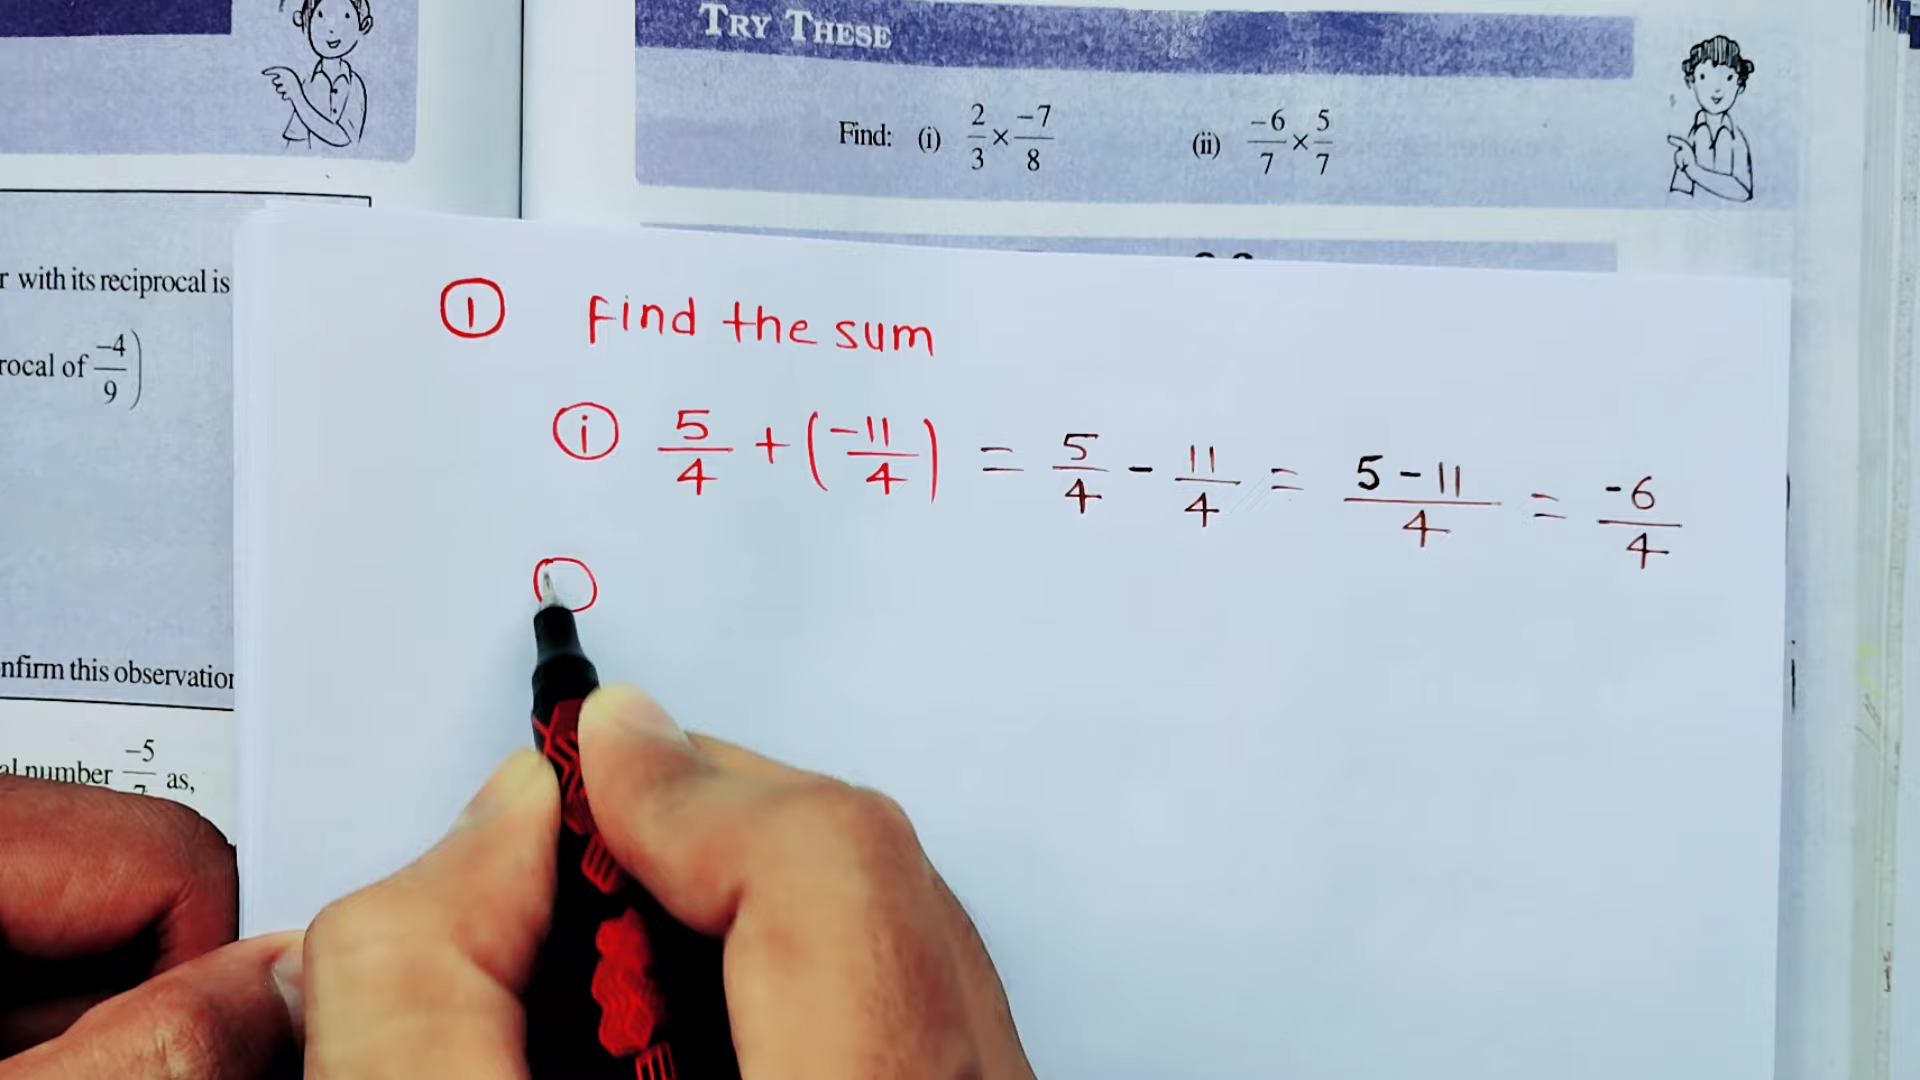 TRY THESE
Find: (i) 2/3 × -7/8 (ii) -6/7 × 5/7
r with its reciprocal is
rocal of -4/9)
nfirm this observation
al number -5/7 as,
① Find the sum
ⓘ 5/4 + (-11/4) = 5/4 - 11/4 = 5 - 11/4 = -6/4